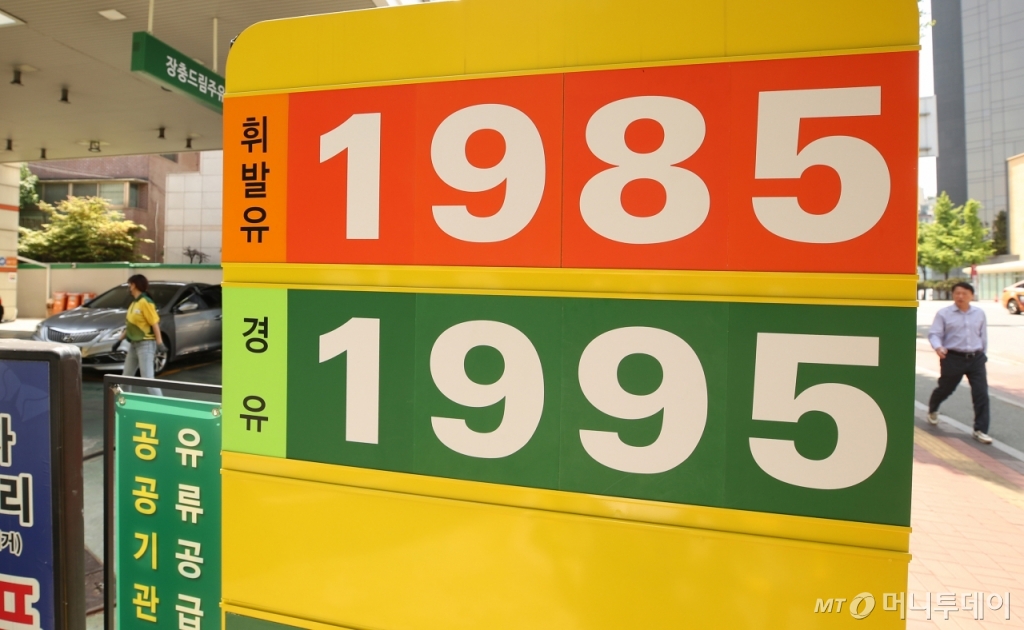 장충드림주유
휘발유 1985
경유 1995
유류공급
공공기관
리
MT 머니투데이